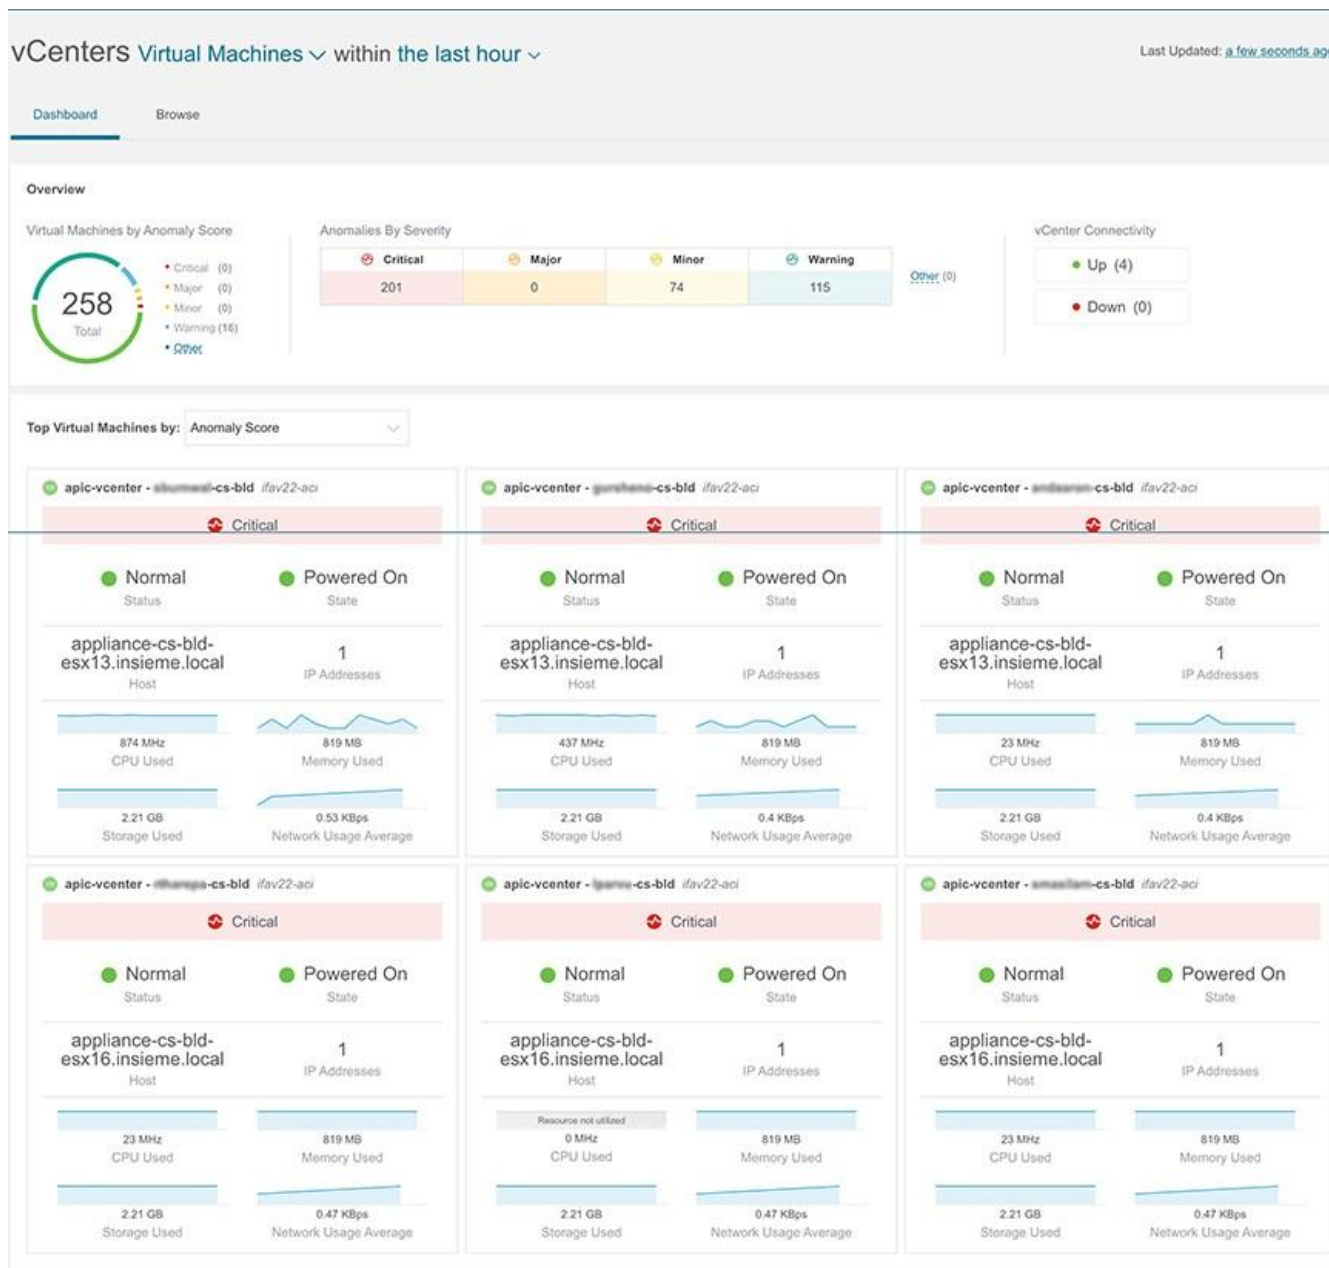 vCenters Virtual Machines within the last hour
Last Updated: a few seconds ago
Dashboard Browse
Overview
Virtual Machines by Anomaly Score
258
Total
Critical (0)
Major (0)
Minor (0)
Warning (16)
Other
Anomalies By Severity
Critical Major Minor Warning
201 0 74 115
Other (0)
vCenter Connectivity
Up (4)
Down (0)
Top Virtual Machines by: Anomaly Score
apic-vcenter - -cs-bld ifav22-aci
Critical
Normal Powered On
Status State
appliance-cs-bld-
esx13.insieme.local
Host
1
IP Addresses
874 MHz 819 MB
CPU Used Memory Used
2.21 GB 0.53 KBps
Storage Used Network Usage Average
apic-vcenter - -cs-bld ifav22-aci
Critical
Normal Powered On
Status State
appliance-cs-bld-
esx13.insieme.local
Host
1
IP Addresses
437 MHz 819 MB
CPU Used Memory Used
2.21 GB 0.4 KBps
Storage Used Network Usage Average
apic-vcenter - -cs-bld ifav22-aci
Critical
Normal Powered On
Status State
appliance-cs-bld-
esx13.insieme.local
Host
1
IP Addresses
23 MHz 819 MB
CPU Used Memory Used
2.21 GB 0.4 KBps
Storage Used Network Usage Average
apic-vcenter - -cs-bld ifav22-aci
Critical
Normal Powered On
Status State
appliance-cs-bld-
esx16.insieme.local
Host
1
IP Addresses
23 MHz 819 MB
CPU Used Memory Used
2.21 GB 0.47 KBps
Storage Used Network Usage Average
apic-vcenter - -cs-bld ifav22-aci
Critical
Normal Powered On
Status State
appliance-cs-bld-
esx16.insieme.local
Host
1
IP Addresses
Resource not utilized
0 MHz 819 MB
CPU Used Memory Used
2.21 GB 0.47 KBps
Storage Used Network Usage Average
apic-vcenter - -cs-bld ifav22-aci
Critical
Normal Powered On
Status State
appliance-cs-bld-
esx16.insieme.local
Host
1
IP Addresses
23 MHz 819 MB
CPU Used Memory Used
2.21 GB 0.47 KBps
Storage Used Network Usage Average